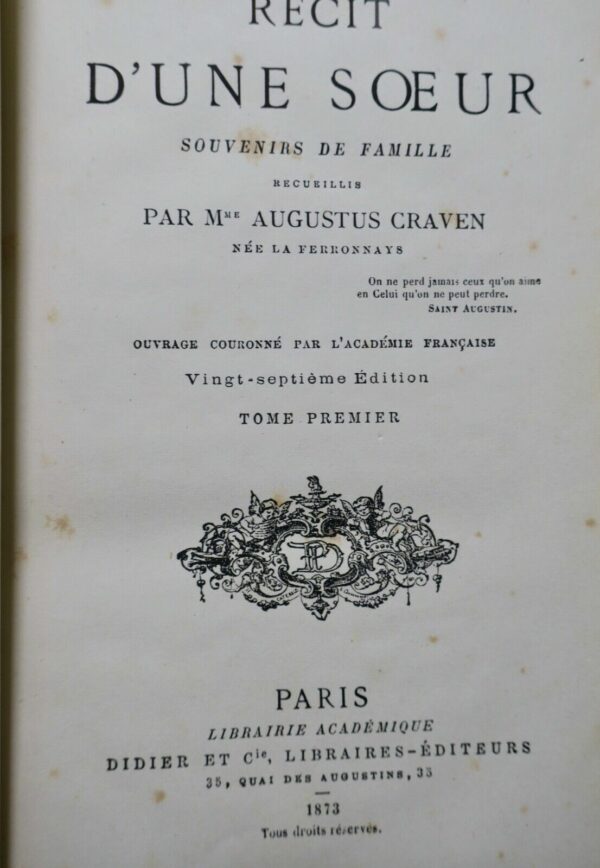 RÉCIT
D'UNE SŒUR
SOUVENIRS DE FAMILLE
RECUEILLIS
PAR Mᴹᴱ AUGUSTUS CRAVEN
NÉE LA FERRONNAYS
On ne perd jamais ceux qu'on aime
en Celui qu'on ne peut perdre.
SAINT AUGUSTIN.
OUVRAGE COURONNÉ PAR L'ACADÉMIE FRANÇAISE
Vingt-septième Édition
TOME PREMIER
PARIS
LIBRAIRIE ACADÉMIQUE
DIDIER ET Cie, LIBRAIRES-ÉDITEURS
35, QUAI DES AUGUSTINS, 35
1873
Tous droits réservés.